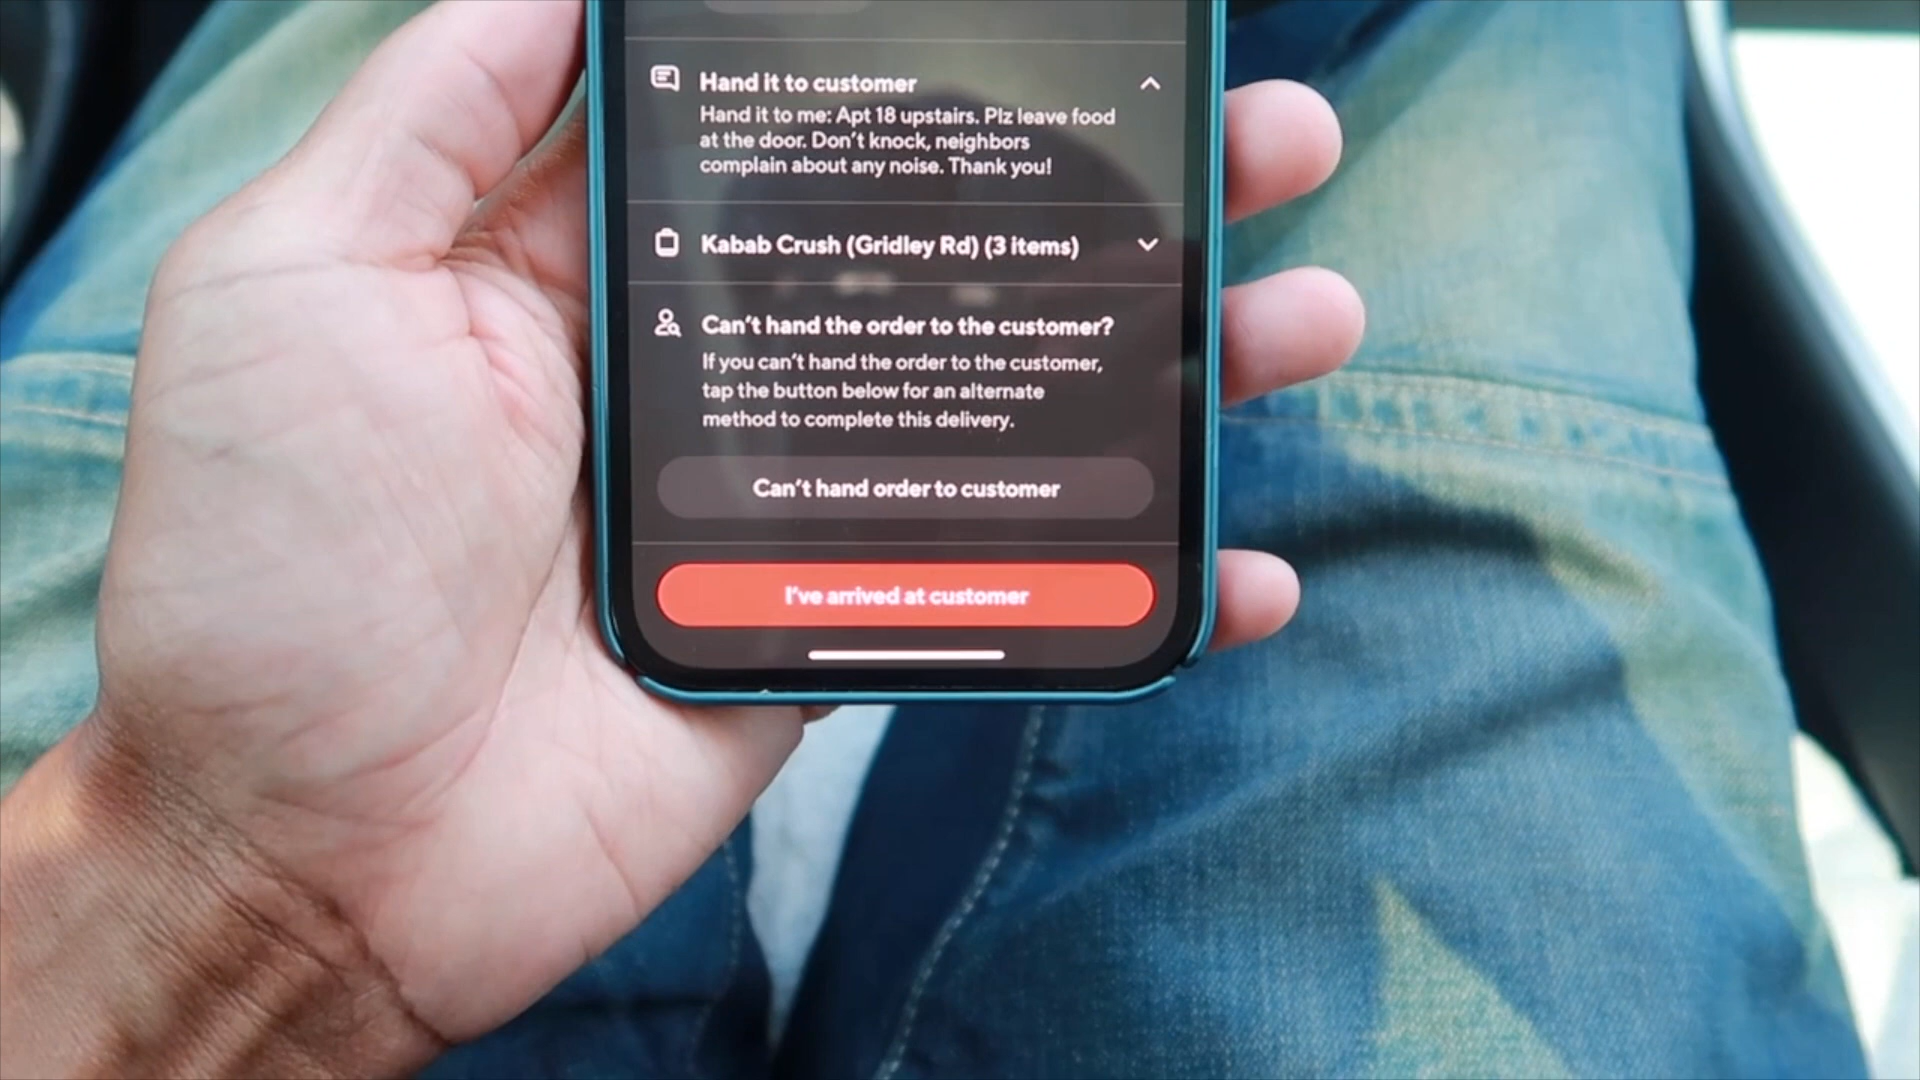 Hand it to customer
Hand it to me: Apt 18 upstairs. Plz leave food
at the door. Don't knock, neighbors
complain about any noise. Thank you!
Kabab Crush (Gridley Rd) (3 items)
Can't hand the order to the customer?
If you can't hand the order to the customer,
tap the button below for an alternate
method to complete this delivery.
Can't hand order to customer
I've arrived at customer